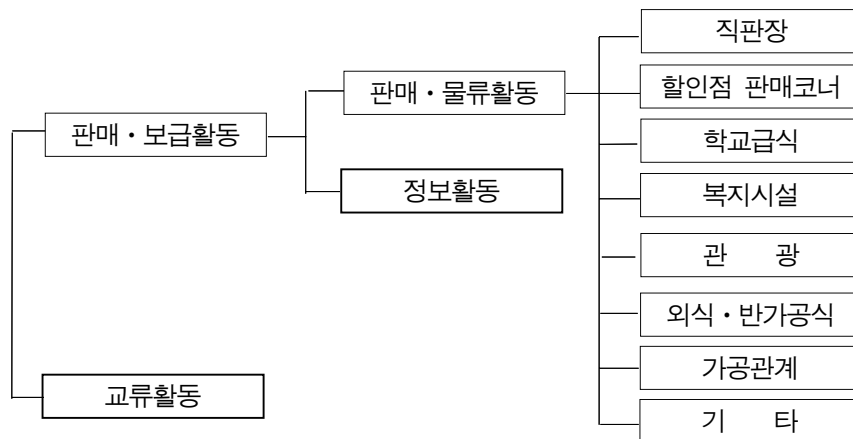 직판장
할인점 판매코너
판매・물류활동
학교급식
판매・보급활동
정보활동
복지시설
관 광
외식・반가공식
가공관계
교류활동
기 타